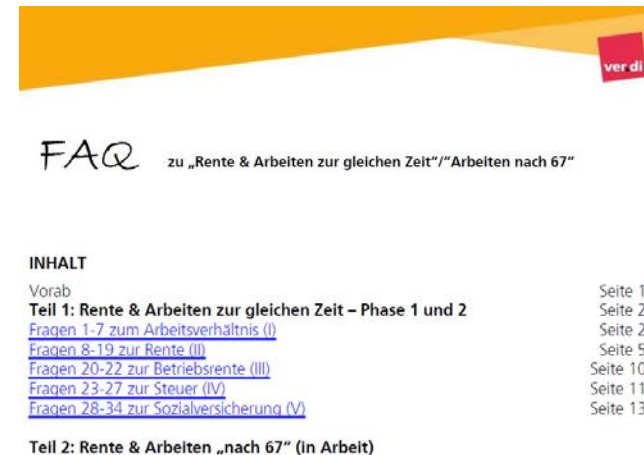 ver.di
FAQ zu „Rente & Arbeiten zur gleichen Zeit“/“Arbeiten nach 67“
INHALT
Vorab Seite 1
Teil 1: Rente & Arbeiten zur gleichen Zeit – Phase 1 und 2 Seite 2
Fragen 1-7 zum Arbeitsverhältnis (I) Seite 2
Fragen 8-19 zur Rente (II) Seite 5
Fragen 20-22 zur Betriebsrente (III) Seite 10
Fragen 23-27 zur Steuer (IV) Seite 11
Fragen 28-34 zur Sozialversicherung (V) Seite 13
Teil 2: Rente & Arbeiten „nach 67“ (in Arbeit)